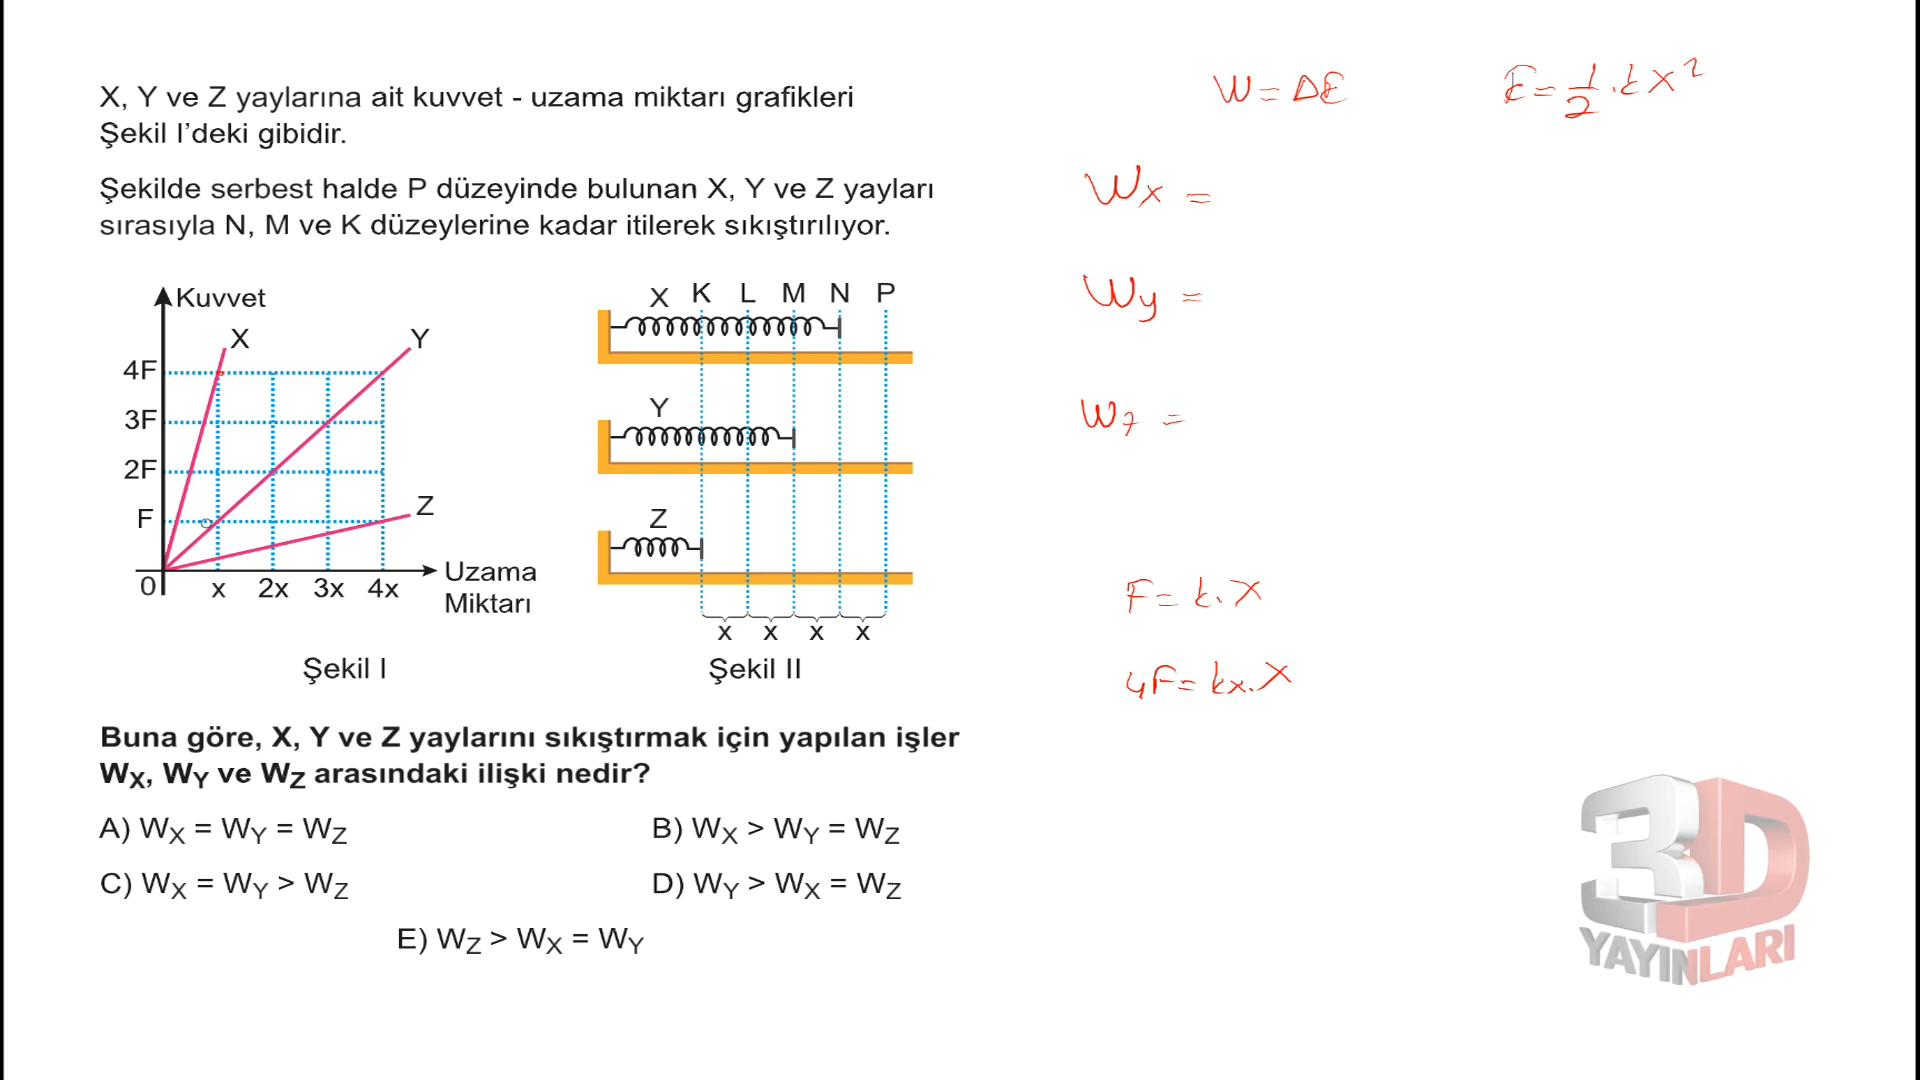 X, Y ve Z yaylarına ait kuvvet - uzama miktarı grafikleri
Şekil I’deki gibidir.
Şekilde serbest halde P düzeyinde bulunan X, Y ve Z yayları
sırasıyla N, M ve K düzeylerine kadar itilerek sıkıştırılıyor.
Kuvvet
X
Y
4F
3F
2F
F
Z
0
x 2x 3x 4x
Uzama
Miktarı
Şekil I
X K L M N P
Y
Z
x x x x
Şekil II
Buna göre, X, Y ve Z yaylarını sıkıştırmak için yapılan işler
WX, WY ve WZ arasındaki ilişki nedir?
A) WX = WY = WZ
B) WX > WY = WZ
C) WX = WY > WZ
D) WY > WX = WZ
E) WZ > WX = WY
W = ΔE
E = 1/2 . k x²
Wx =
Wy =
Wz =
F = k . x
4F = kx . x
3D
YAYINLARI